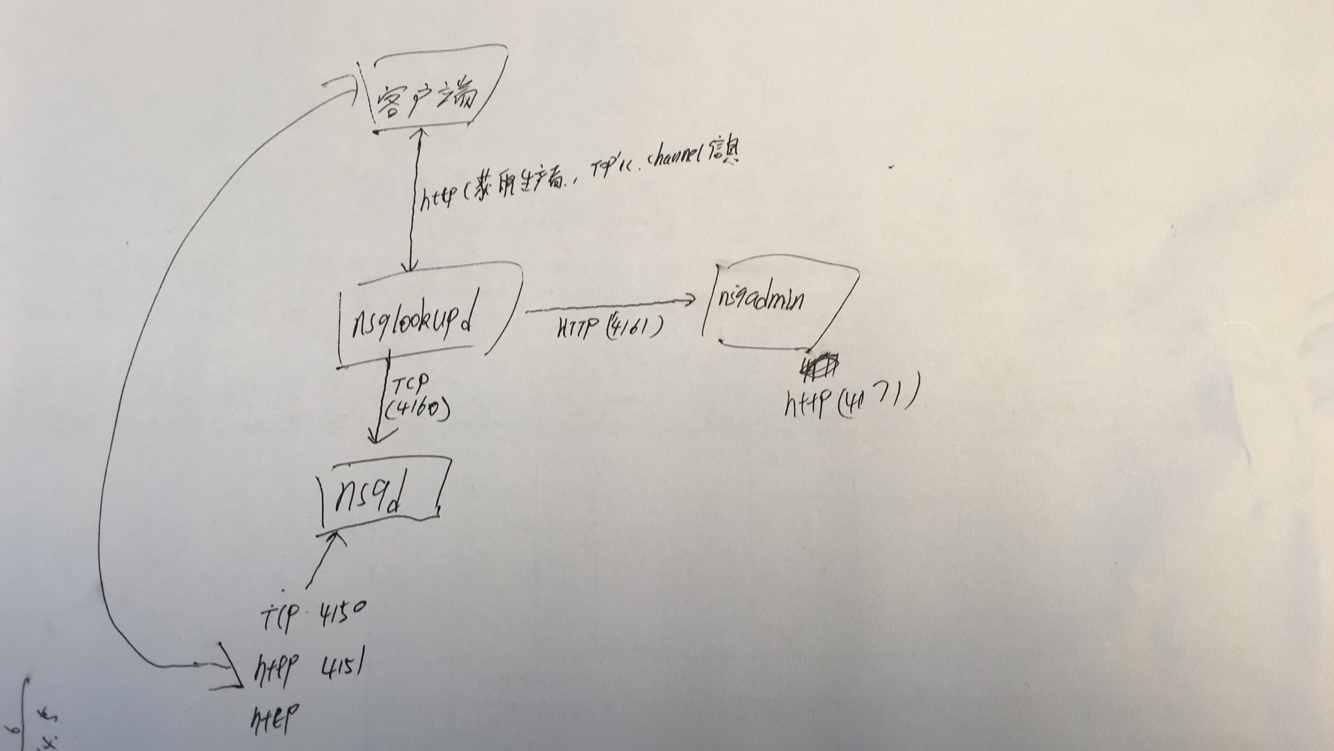 客户端
http(获取生产者., Topic. channel信息
nsqlookupd
HTTP (4161)
nsqadmin
TCP
(4160)
http (4171)
nsqd
TCP 4150
http 4151
http